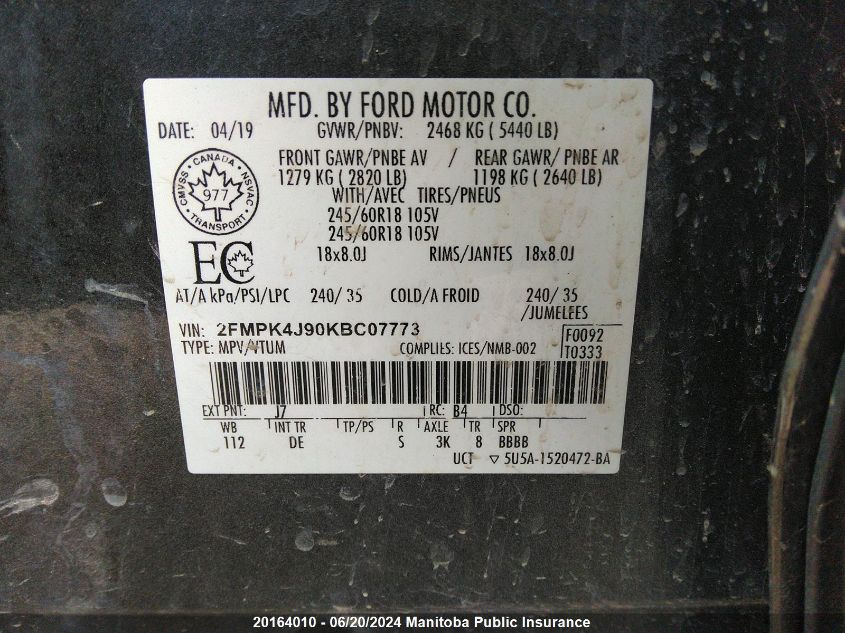 MFD. BY FORD MOTOR CO.
DATE: 04/19 GVWR/PNBV: 2468 KG ( 5440 LB)
FRONT GAWR/PNBE AV / REAR GAWR/ PNBE AR
1279 KG ( 2820 LB) 1198 KG ( 2640 LB)
WITH/AVEC TIRES/PNEUS
245/60R18 105V
245/60R18 105V
18x8.0J RIMS/JANTES 18x8.0J
CMVSS • CANADA • NSVAC
977
TRANSPORT
EC
AT/A kPa/PSI/LPC 240/ 35 COLD/A FROID 240/ 35
/JUMELEES
VIN: 2FMPK4J90KBC07773
TYPE: MPV/VTUM COMPLIES: ICES/NMB-002
F0092
T0333
EXT PNT: J7 RC: B4 DSO:
WB INT TR TP/PS R AXLE TR SPR
112 DE S 3K 8 BBBB
UCT ▽ 5U5A-1520472-BA
20164010 - 06/20/2024 Manitoba Public Insurance